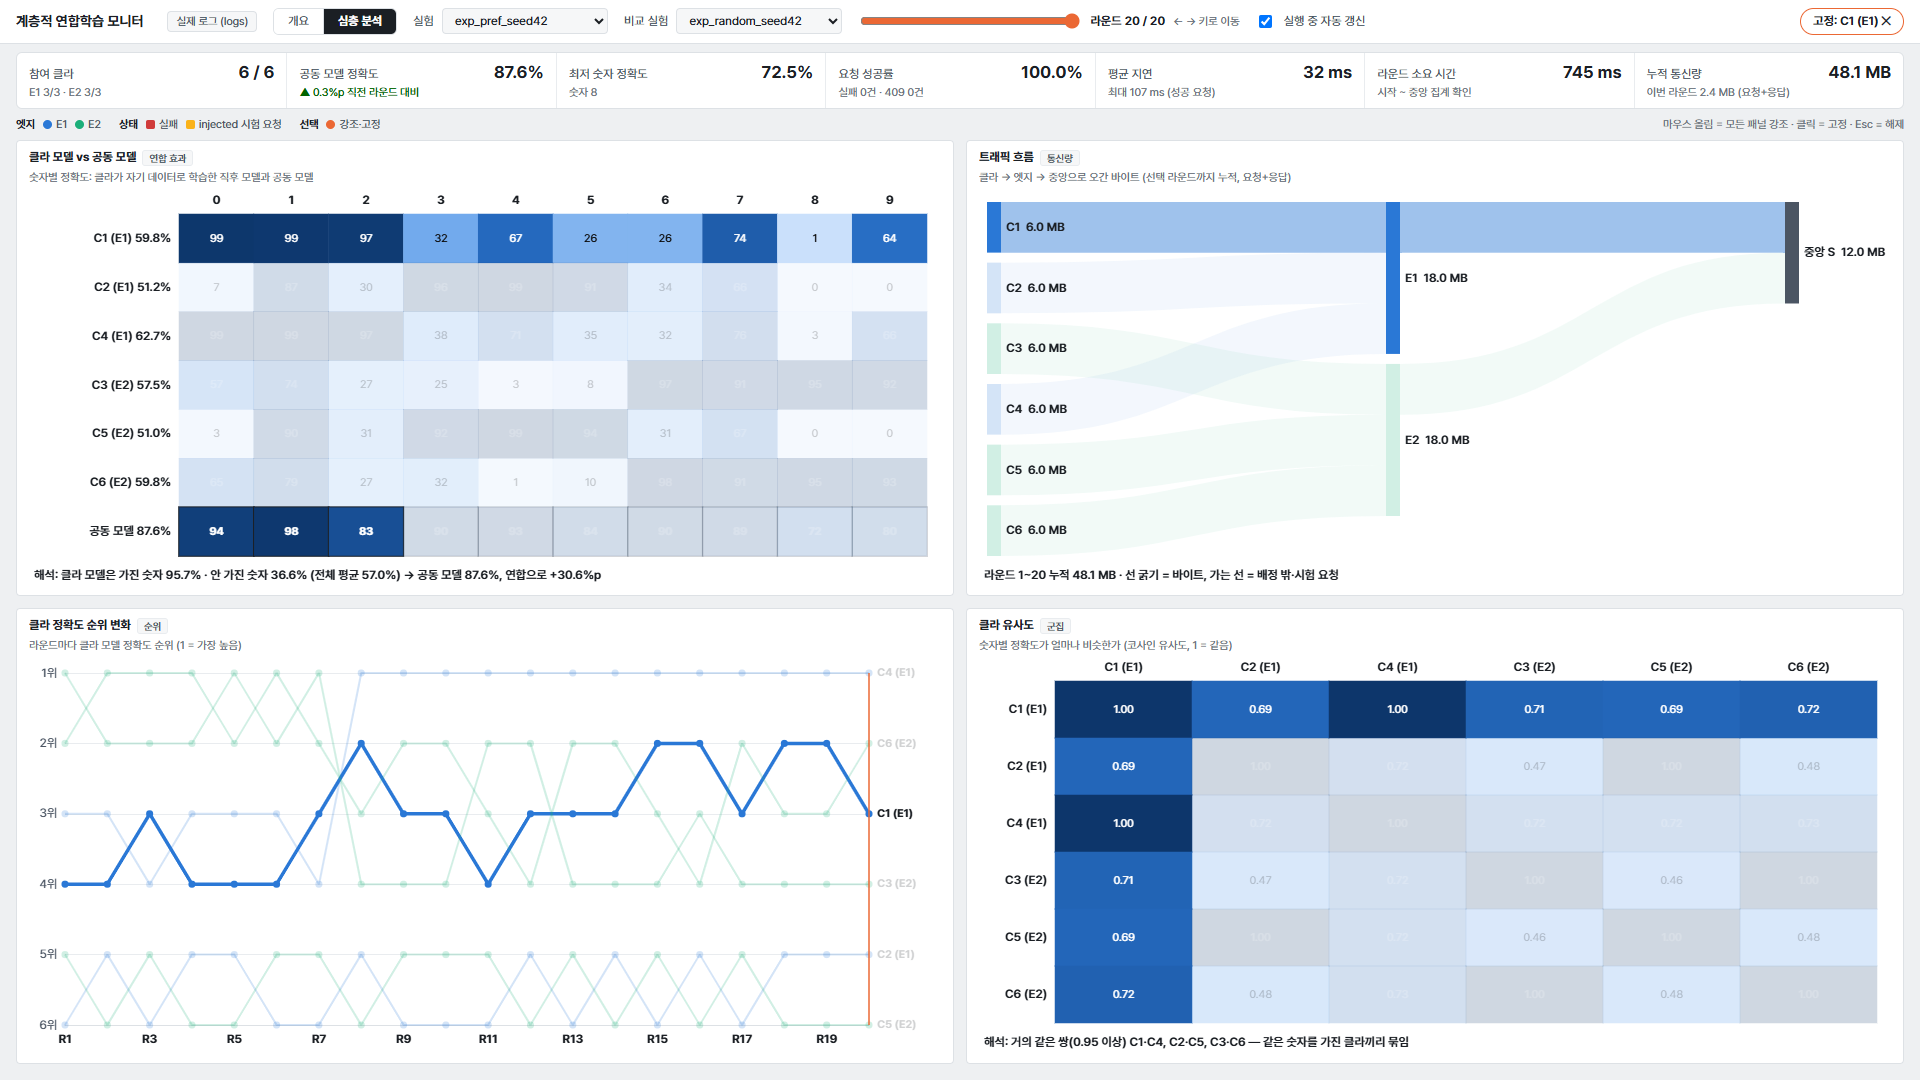 계층적 연합학습 모니터
실제 로그 (logs)
개요
심층 분석
실험
exp_pref_seed42
비교 실험
exp_random_seed42
라운드 20 / 20
← → 키로 이동
실행 중 자동 갱신
고정: C1 (E1) ✕
참여 클라
6 / 6
E1 3/3 · E2 3/3
공동 모델 정확도
87.6%
▲ 0.3%p 직전 라운드 대비
최저 숫자 정확도
72.5%
숫자 8
요청 성공률
100.0%
실패 0건 · 409 0건
평균 지연
32 ms
최대 107 ms (성공 요청)
라운드 소요 시간
745 ms
시작 ~ 중앙 집계 확인
누적 통신량
48.1 MB
이번 라운드 2.4 MB (요청+응답)
엣지 E1 E2 상태 실패 injected 시험 요청 선택 강조·고정
마우스 올림 = 모든 패널 강조 · 클릭 = 고정 · Esc = 해제
클라 모델 vs 공동 모델
연합 효과
숫자별 정확도: 클라가 자기 데이터로 학습한 직후 모델과 공동 모델
0 1 2 3 4 5 6 7 8 9
C1 (E1) 59.8% 99 99 97 32 67 26 26 74 1 64
C2 (E1) 51.2% 7 30 34 0 0
C4 (E1) 62.7% 38 35 32 3
C3 (E2) 57.5% 27 25 3 8
C5 (E2) 51.0% 3 31 31 0 0
C6 (E2) 59.8% 27 32 1 10
공동 모델 87.6% 94 98 83
해석: 클라 모델은 가진 숫자 95.7% · 안 가진 숫자 36.6% (전체 평균 57.0%) → 공동 모델 87.6%, 연합으로 +30.6%p
트래픽 흐름
통신량
클라 → 엣지 → 중앙으로 오간 바이트 (선택 라운드까지 누적, 요청+응답)
C1 6.0 MB
C2 6.0 MB
C3 6.0 MB
C4 6.0 MB
C5 6.0 MB
C6 6.0 MB
E1 18.0 MB
E2 18.0 MB
중앙 S 12.0 MB
라운드 1~20 누적 48.1 MB · 선 굵기 = 바이트, 가는 선 = 배정 밖·시험 요청
클라 정확도 순위 변화
순위
라운드마다 클라 모델 정확도 순위 (1 = 가장 높음)
1위
2위
3위
4위
5위
6위
C4 (E1)
C6 (E2)
C1 (E1)
C3 (E2)
C2 (E1)
C5 (E2)
R1 R3 R5 R7 R9 R11 R13 R15 R17 R19
클라 유사도
군집
숫자별 정확도가 얼마나 비슷한가 (코사인 유사도, 1 = 같음)
C1 (E1) C2 (E1) C4 (E1) C3 (E2) C5 (E2) C6 (E2)
C1 (E1) 1.00 0.69 1.00 0.71 0.69 0.72
C2 (E1) 0.69 0.47 0.48
C4 (E1) 1.00
C3 (E2) 0.71 0.47 0.46
C5 (E2) 0.69 0.46 0.48
C6 (E2) 0.72 0.48 0.48
해석: 거의 같은 쌍(0.95 이상) C1·C4, C2·C5, C3·C6 — 같은 숫자를 가진 클라끼리 묶임